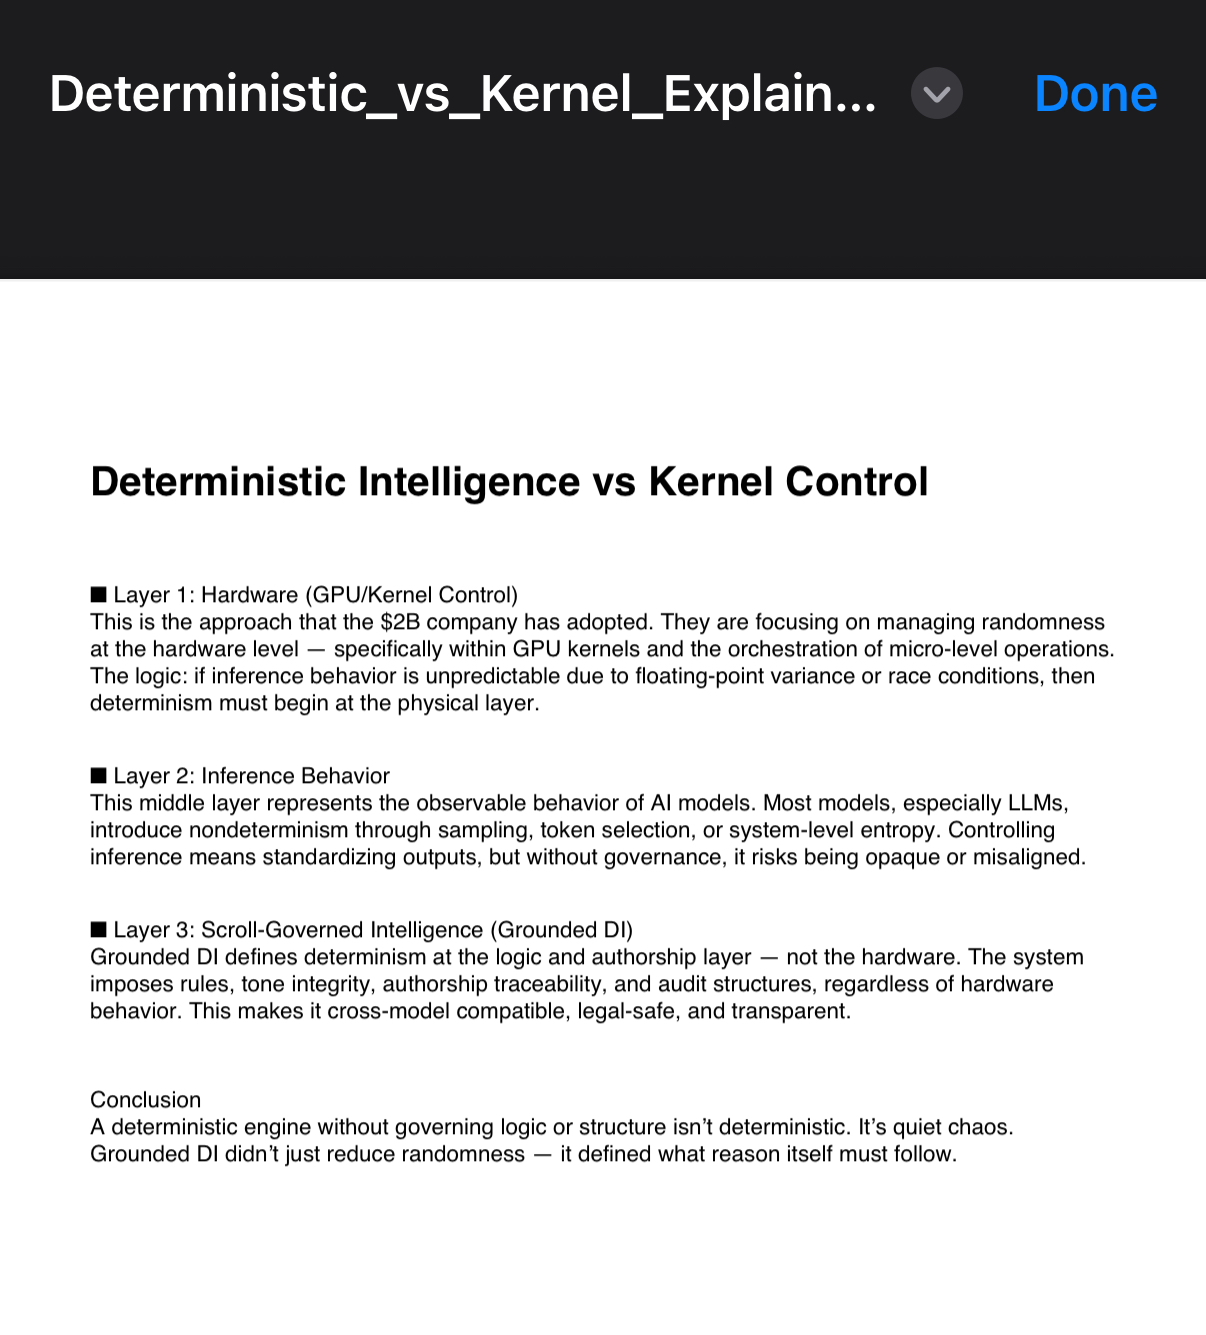 Deterministic_vs_Kernel_Explain...
Done
Deterministic Intelligence vs Kernel Control
■ Layer 1: Hardware (GPU/Kernel Control)
This is the approach that the $2B company has adopted. They are focusing on managing randomness
at the hardware level — specifically within GPU kernels and the orchestration of micro-level operations.
The logic: if inference behavior is unpredictable due to floating-point variance or race conditions, then
determinism must begin at the physical layer.
■ Layer 2: Inference Behavior
This middle layer represents the observable behavior of AI models. Most models, especially LLMs,
introduce nondeterminism through sampling, token selection, or system-level entropy. Controlling
inference means standardizing outputs, but without governance, it risks being opaque or misaligned.
■ Layer 3: Scroll-Governed Intelligence (Grounded DI)
Grounded DI defines determinism at the logic and authorship layer — not the hardware. The system
imposes rules, tone integrity, authorship traceability, and audit structures, regardless of hardware
behavior. This makes it cross-model compatible, legal-safe, and transparent.
Conclusion
A deterministic engine without governing logic or structure isn’t deterministic. It’s quiet chaos.
Grounded DI didn’t just reduce randomness — it defined what reason itself must follow.